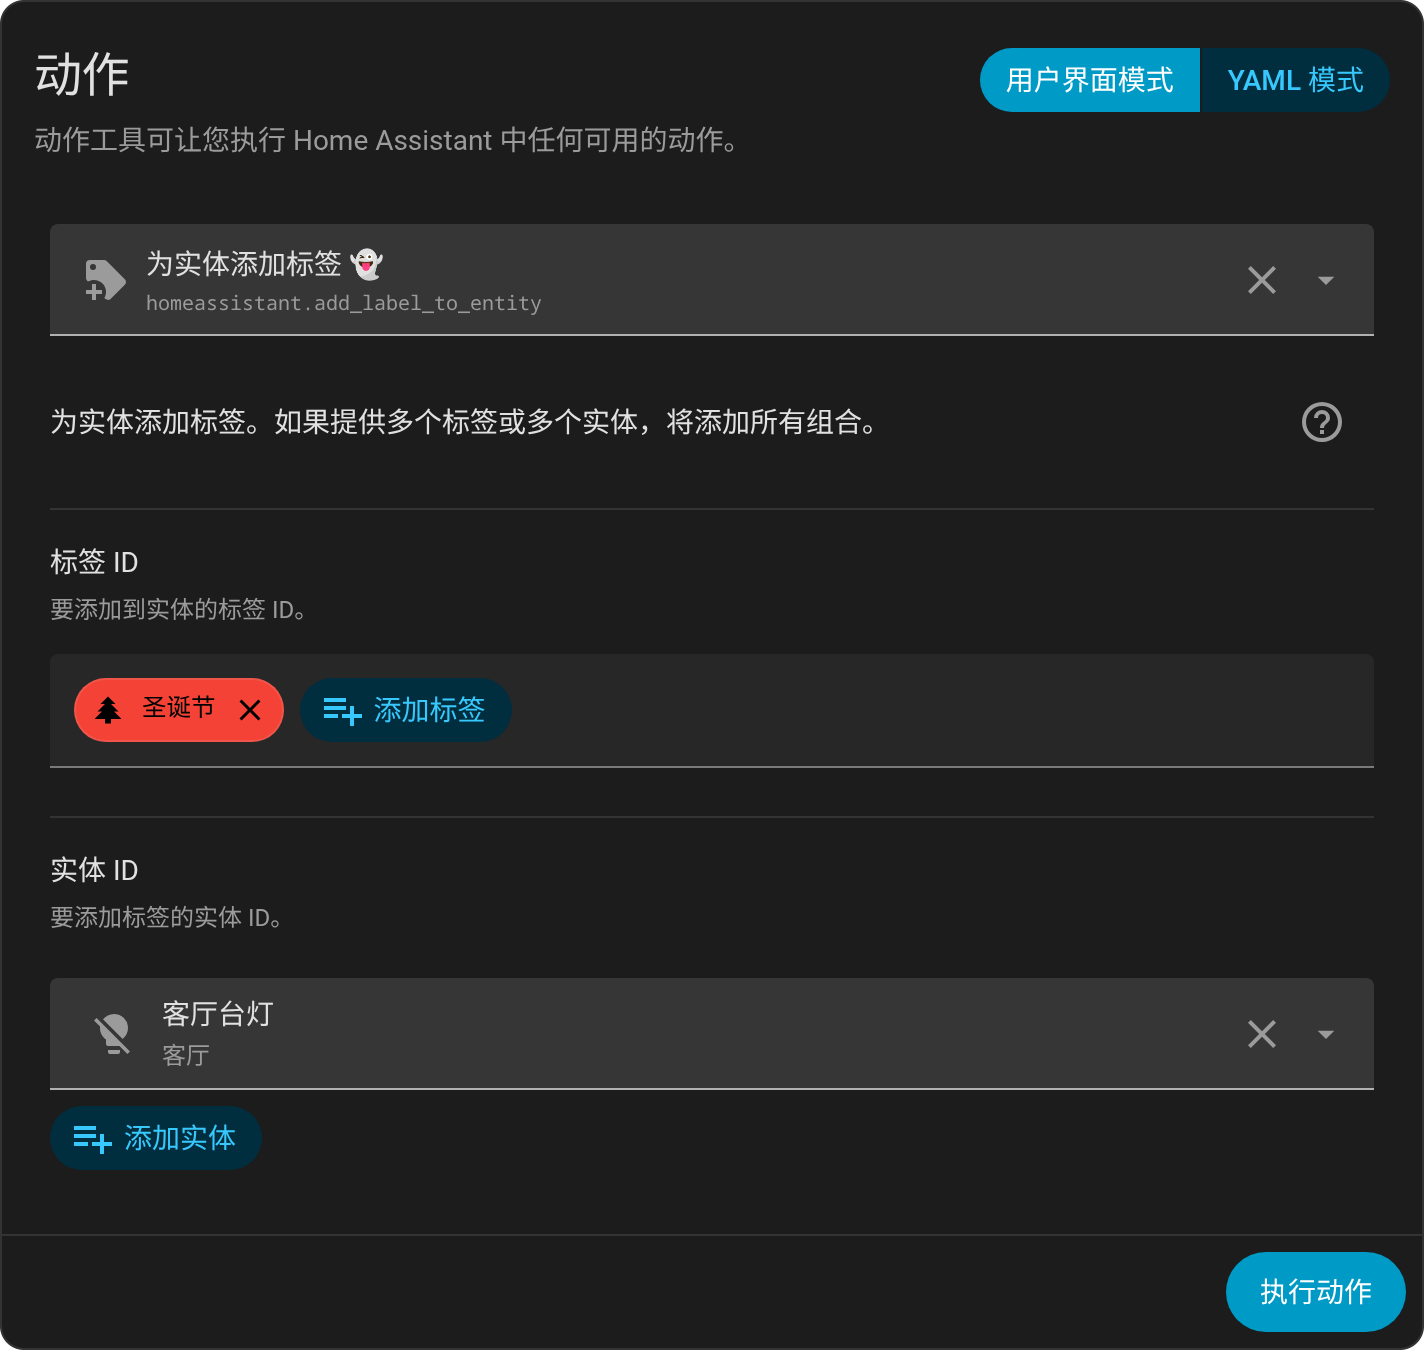 动作
用户界面模式
YAML 模式
动作工具可让您执行 Home Assistant 中任何可用的动作。
为实体添加标签 👻
homeassistant.add_label_to_entity
为实体添加标签。如果提供多个标签或多个实体，将添加所有组合。
标签 ID
要添加到实体的标签 ID。
圣诞节
添加标签
实体 ID
要添加标签的实体 ID。
客厅台灯
客厅
添加实体
执行动作